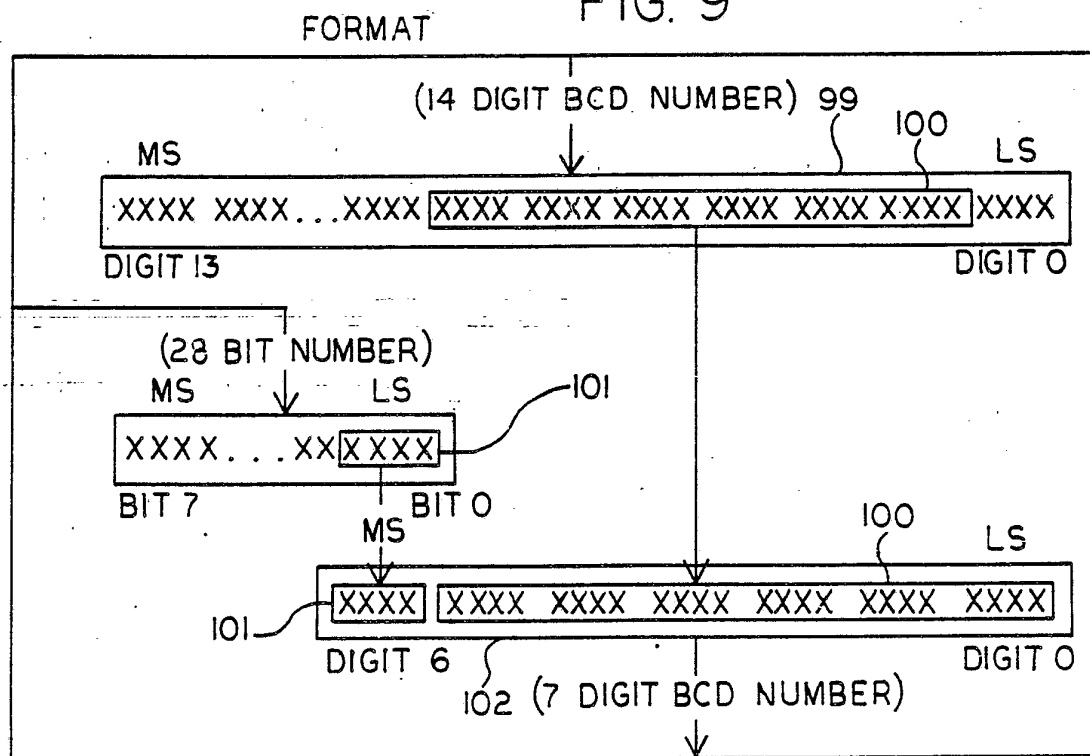 FIG. 9
FORMAT
(14 DIGIT BCD NUMBER) 99
100
MS LS
XXXX XXXX...XXXX XXXX XXXX XXXX XXXX XXXX XXXX XXXX
DIGIT 13 DIGIT 0
(28 BIT NUMBER)
MS LS 101
XXXX...XX XXXX
BIT 7 BIT 0
MS
100
LS
101 XXXX XXXX XXXX XXXX XXXX XXXX XXXX
DIGIT 6 DIGIT 0
102 (7 DIGIT BCD NUMBER)